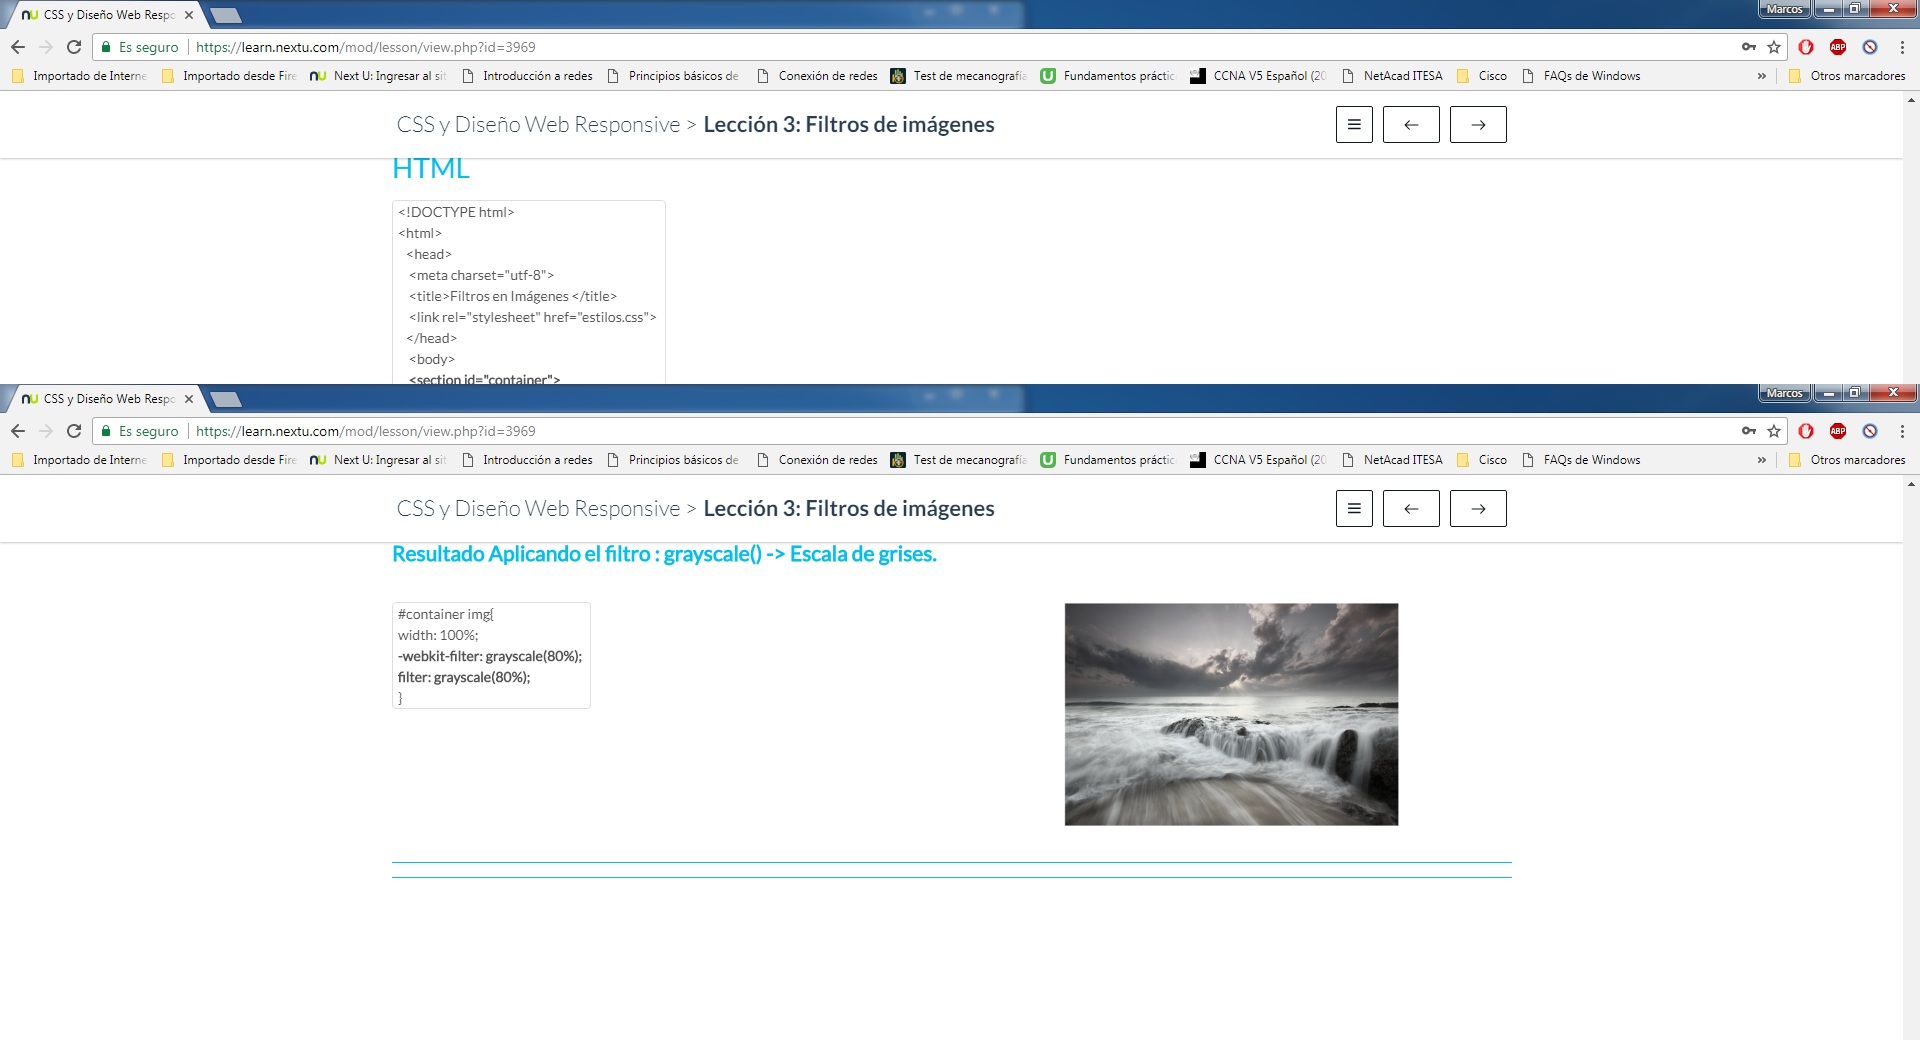 CSS y Diseño Web Respo
Marcos
Es seguro https://learn.nextu.com/mod/lesson/view.php?id=3969
ABP
Importado de Interne Importado desde Fire Next U: Ingresar al sit Introducción a redes Principios básicos de Conexión de redes Test de mecanografía Fundamentos práctic CCNA V5 Español (20 NetAcad ITESA Cisco FAQs de Windows » Otros marcadores
CSS y Diseño Web Responsive > Lección 3: Filtros de imágenes
HTML
<!DOCTYPE html>
<html>
<head>
<meta charset="utf-8">
<title>Filtros en Imágenes </title>
<link rel="stylesheet" href="estilos.css">
</head>
<body>
<section id="container">
CSS y Diseño Web Respo
Marcos
Es seguro https://learn.nextu.com/mod/lesson/view.php?id=3969
ABP
Importado de Interne Importado desde Fire Next U: Ingresar al sit Introducción a redes Principios básicos de Conexión de redes Test de mecanografía Fundamentos práctic CCNA V5 Español (20 NetAcad ITESA Cisco FAQs de Windows » Otros marcadores
CSS y Diseño Web Responsive > Lección 3: Filtros de imágenes
Resultado Aplicando el filtro : grayscale() -> Escala de grises.
#container img{
width: 100%;
-webkit-filter: grayscale(80%);
filter: grayscale(80%);
}